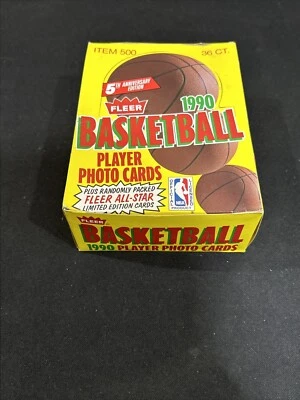 ITEM 500
36 CT.
5TH ANNIVERSARY
EDITION
FLEER
1990
BASKETBALL
PLAYER
PHOTO CARDS
PLUS RANDOMLY PACKED
FLEER ALL-STAR
LIMITED EDITION CARDS
NBA
FLEER
BASKETBALL
1990 PLAYER PHOTO CARDS